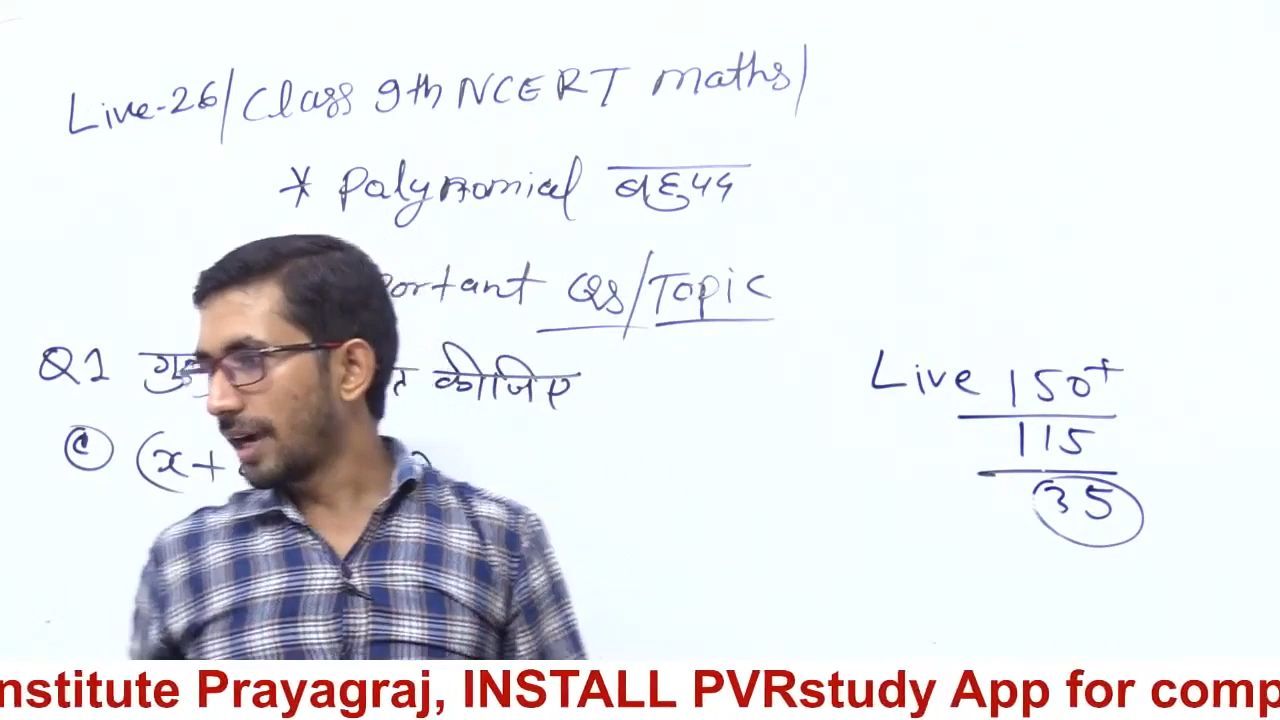 Live-26/Class 9th NCERT maths/
* Polynomial बहुपद
portant QS/Topic
Q1 कीजिए
(x+
Live 150+
115
35
nstitute Prayagraj, INSTALL PVRstudy App for comp